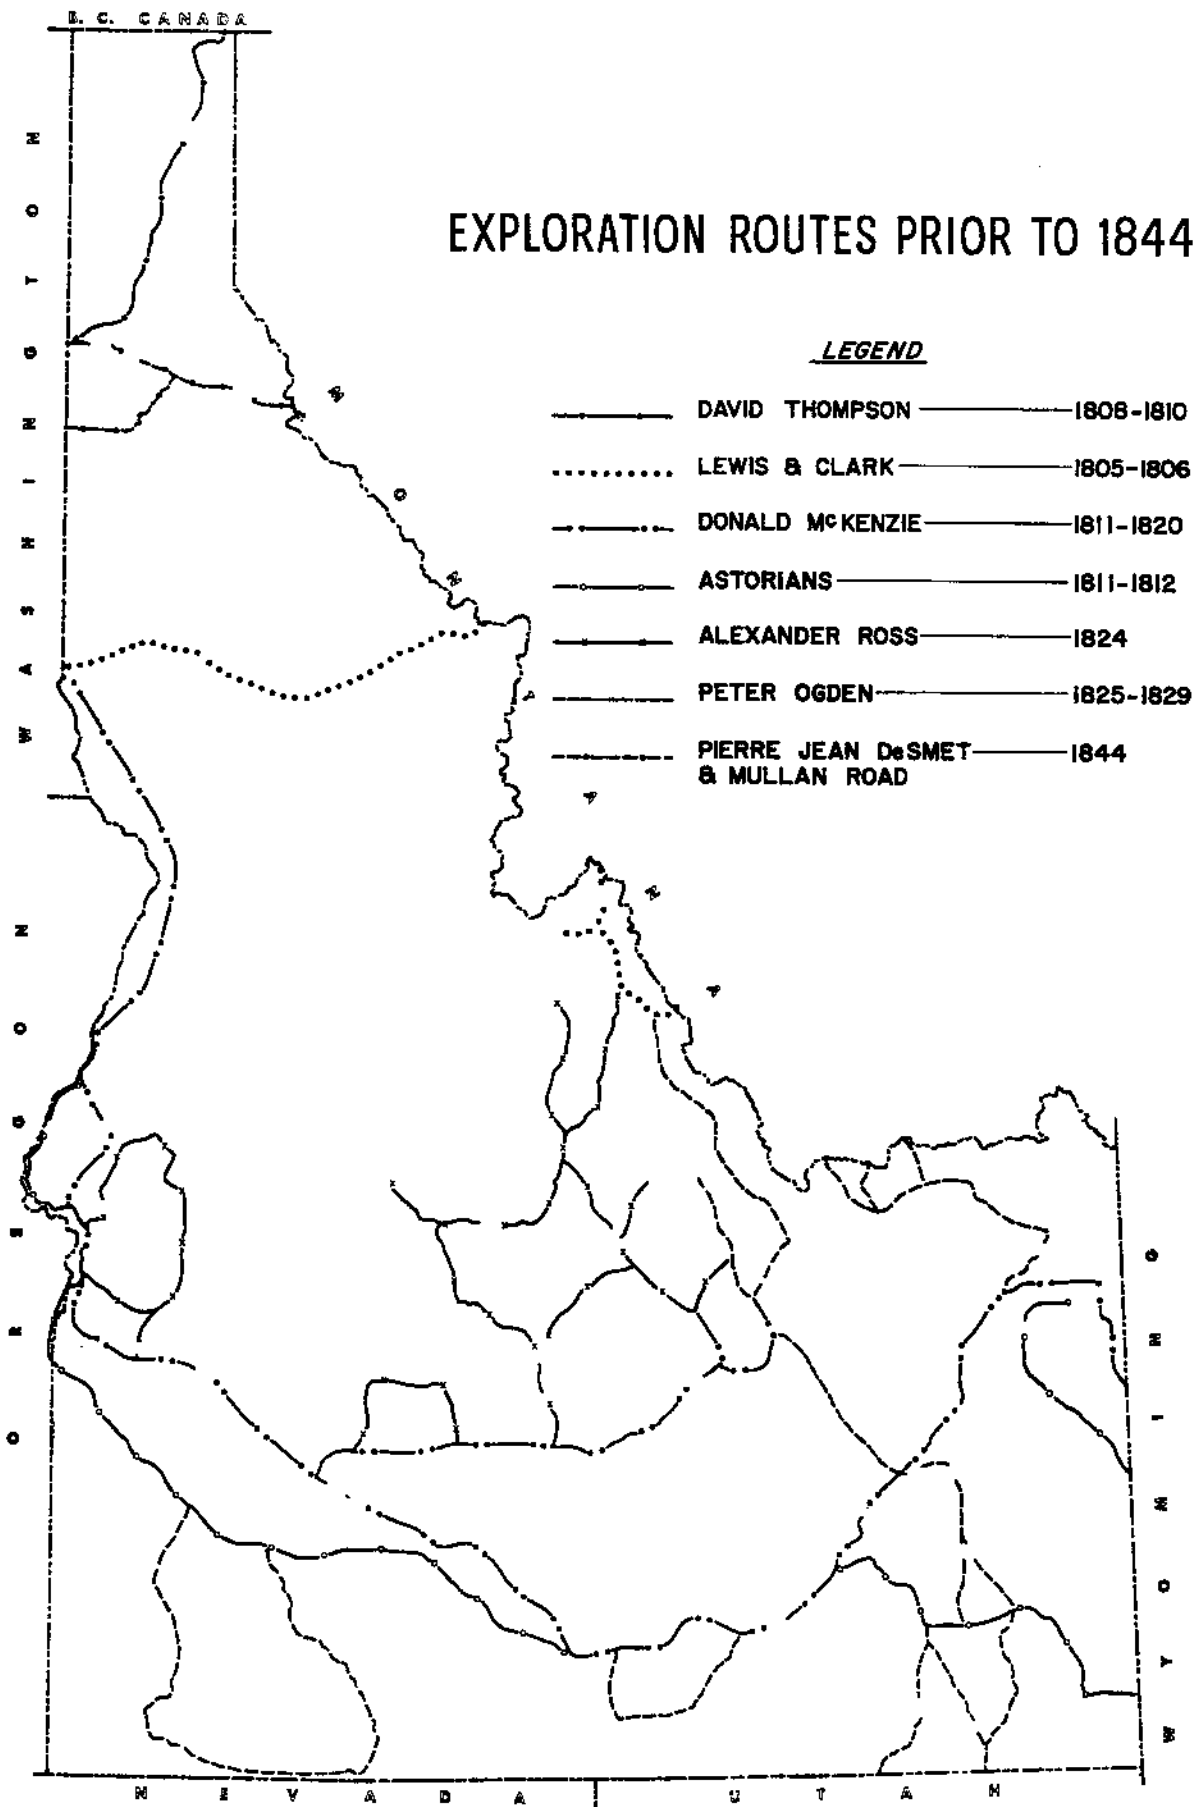 B. C. CANADA
WASHINGTON
EXPLORATION ROUTES PRIOR TO 1844
LEGEND
DAVID THOMPSON 1808-1810
LEWIS & CLARK 1805-1806
DONALD McKENZIE 1811-1820
ASTORIANS 1811-1812
ALEXANDER ROSS 1824
PETER OGDEN 1825-1829
PIERRE JEAN DeSMET 1844
& MULLAN ROAD
MONTANA
OREGON
WYOMING
NEVADA
UTAH